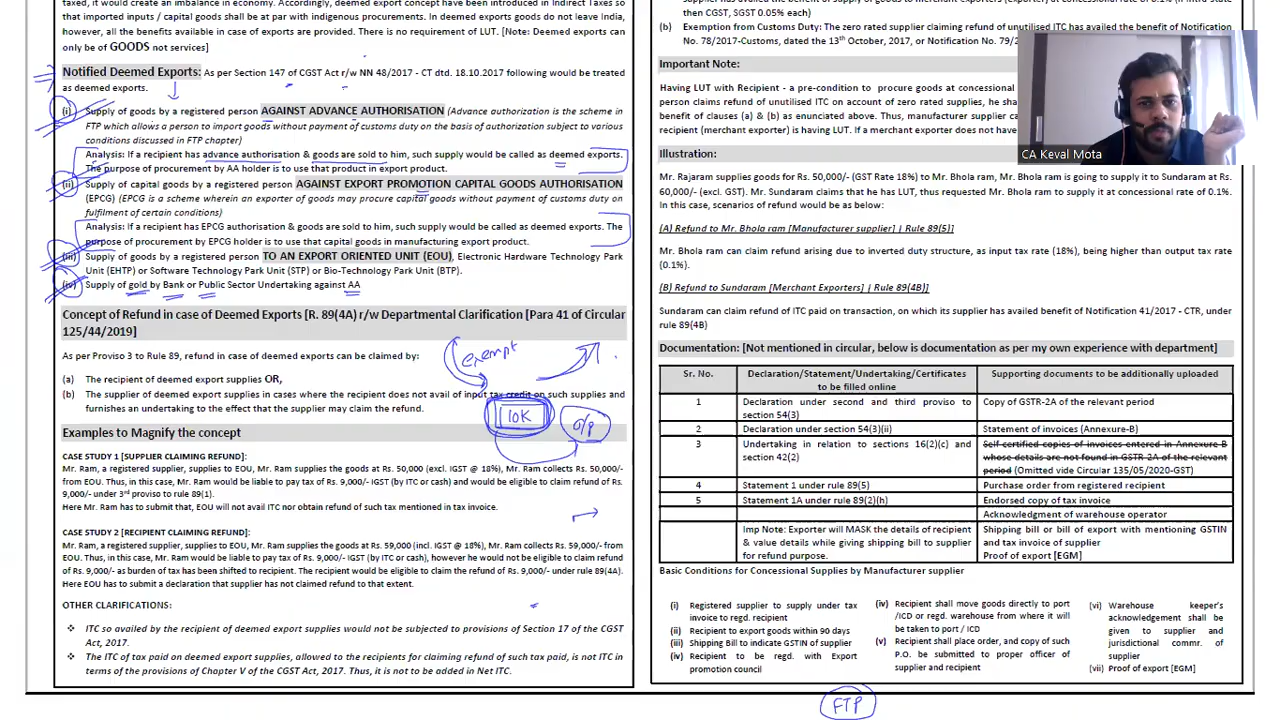 taxed, it would create an imbalance in economy. Accordingly, deemed export concept have been introduced in Indirect Taxes so
that imported inputs / capital goods shall be at par with indigenous procurements. In deemed exports goods do not leave India,
however, all the benefits available in case of exports are provided. There is no requirement of LUT. [Note: Deemed exports can
only be of GOODS not services]
Notified Deemed Exports: As per Section 147 of CGST Act r/w NN 48/2017 - CT dtd. 18.10.2017 following would be treated
as deemed exports.
(i) Supply of goods by a registered person AGAINST ADVANCE AUTHORISATION (Advance authorization is the scheme in
FTP which allows a person to import goods without payment of customs duty on the basis of authorization subject to various
conditions discussed in FTP chapter)
Analysis: If a recipient has advance authorisation & goods are sold to him, such supply would be called as deemed exports.
The purpose of procurement by AA holder is to use that product in export product.
(ii) Supply of capital goods by a registered person AGAINST EXPORT PROMOTION CAPITAL GOODS AUTHORISATION
(EPCG) (EPCG is a scheme wherein an exporter of goods may procure capital goods without payment of customs duty on
fulfilment of certain conditions)
Analysis: If a recipient has EPCG authorisation & goods are sold to him, such supply would be called as deemed exports. The
purpose of procurement by EPCG holder is to use that capital goods in manufacturing export product.
(iii) Supply of goods by a registered person TO AN EXPORT ORIENTED UNIT (EOU), Electronic Hardware Technology Park
Unit (EHTP) or Software Technology Park Unit (STP) or Bio-Technology Park Unit (BTP).
(iv) Supply of gold by Bank or Public Sector Undertaking against AA
Concept of Refund in case of Deemed Exports [R. 89(4A) r/w Departmental Clarification [Para 41 of Circular
125/44/2019]
As per Proviso 3 to Rule 89, refund in case of deemed exports can be claimed by:
exempt
(a) The recipient of deemed export supplies OR,
(b) The supplier of deemed export supplies in cases where the recipient does not avail of input tax credit on such supplies and
furnishes an undertaking to the effect that the supplier may claim the refund.
10K
O/P
Examples to Magnify the concept
CASE STUDY 1 [SUPPLIER CLAIMING REFUND]:
Mr. Ram, a registered supplier, supplies to EOU, Mr. Ram supplies the goods at Rs. 50,000 (excl. IGST @ 18%), Mr. Ram collects Rs. 50,000/-
from EOU. Thus, in this case, Mr. Ram would be liable to pay tax of Rs. 9,000/- IGST (by ITC or cash) and would be eligible to claim refund of Rs.
9,000/- under 3rd proviso to rule 89(1).
Here Mr. Ram has to submit that, EOU will not avail ITC nor obtain refund of such tax mentioned in tax invoice.
CASE STUDY 2 [RECIPIENT CLAIMING REFUND]:
Mr. Ram, a registered supplier, supplies to EOU, Mr. Ram supplies the goods at Rs. 59,000 (incl. IGST @ 18%), Mr. Ram collects Rs. 59,000/- from
EOU. Thus, in this case, Mr. Ram would be liable to pay tax of Rs. 9,000/- IGST (by ITC or cash), however he would not be eligible to claim refund
of Rs. 9,000/- as burden of tax has been shifted to recipient. The recipient would be eligible to claim the refund of Rs. 9,000/- under rule 89(4A).
Here EOU has to submit a declaration that supplier has not claimed refund to that extent.
OTHER CLARIFICATIONS:
❖ ITC so availed by the recipient of deemed export supplies would not be subjected to provisions of Section 17 of the CGST
Act, 2017.
❖ The ITC of tax paid on deemed export supplies, allowed to the recipients for claiming refund of such tax paid, is not ITC in
terms of the provisions of Chapter V of the CGST Act, 2017. Thus, it is not to be added in Net ITC.
then CGST, SGST 0.05% each)
(b) Exemption from Customs Duty: The zero rated supplier claiming refund of unutilised ITC has availed the benefit of Notification
No. 78/2017-Customs, dated the 13th October, 2017, or Notification No. 79/2
Important Note:
Having LUT with Recipient - a pre-condition to procure goods at concessional
person claims refund of unutilised ITC on account of zero rated supplies, he sha
benefit of clauses (a) & (b) as enunciated above. Thus, manufacturer supplier ca
recipient (merchant exporter) is having LUT. If a merchant exporter does not have
CA Keval Mota
Illustration:
Mr. Rajaram supplies goods for Rs. 50,000/- (GST Rate 18%) to Mr. Bhola ram, Mr. Bhola ram is going to supply it to Sundaram at Rs.
60,000/- (excl. GST). Mr. Sundaram claims that he has LUT, thus requested Mr. Bhola ram to supply it at concessional rate of 0.1%.
In this case, scenarios of refund would be as below:
(A) Refund to Mr. Bhola ram [Manufacturer supplier] | Rule 89(5)]
Mr. Bhola ram can claim refund arising due to inverted duty structure, as input tax rate (18%), being higher than output tax rate
(0.1%).
(B) Refund to Sundaram [Merchant Exporters] | Rule 89(4B)]
Sundaram can claim refund of ITC paid on transaction, on which its supplier has availed benefit of Notification 41/2017 - CTR, under
rule 89(4B)
Documentation: [Not mentioned in circular, below is documentation as per my own experience with department]
Sr. No. Declaration/Statement/Undertaking/Certificates to be filled online Supporting documents to be additionally uploaded
1 Declaration under second and third proviso to section 54(3) Copy of GSTR-2A of the relevant period
2 Declaration under section 54(3)(ii) Statement of invoices (Annexure-B)
3 Undertaking in relation to sections 16(2)(c) and section 42(2) Self certified copies of invoices entered in Annexure B whose details are not found in GSTR 2A of the relevant period (Omitted vide Circular 135/05/2020-GST)
4 Statement 1 under rule 89(5) Purchase order from registered recipient
5 Statement 1A under rule 89(2)(h) Endorsed copy of tax invoice
Acknowledgment of warehouse operator
Imp Note: Exporter will MASK the details of recipient & value details while giving shipping bill to supplier for refund purpose. Shipping bill or bill of export with mentioning GSTIN and tax invoice of supplier
Proof of export [EGM]
Basic Conditions for Concessional Supplies by Manufacturer supplier
(i) Registered supplier to supply under tax invoice to regd. recipient
(ii) Recipient to export goods within 90 days
(iii) Shipping Bill to indicate GSTIN of supplier
(iv) Recipient to be regd. with Export promotion council
(iv) Recipient shall move goods directly to port /ICD or regd. warehouse from where it will be taken to port / ICD
(v) Recipient shall place order, and copy of such P.O. be submitted to proper officer of supplier and recipient
(vi) Warehouse keeper's acknowledgement shall be given to supplier and jurisdictional commr. of supplier
(vii) Proof of export [EGM]
FTP